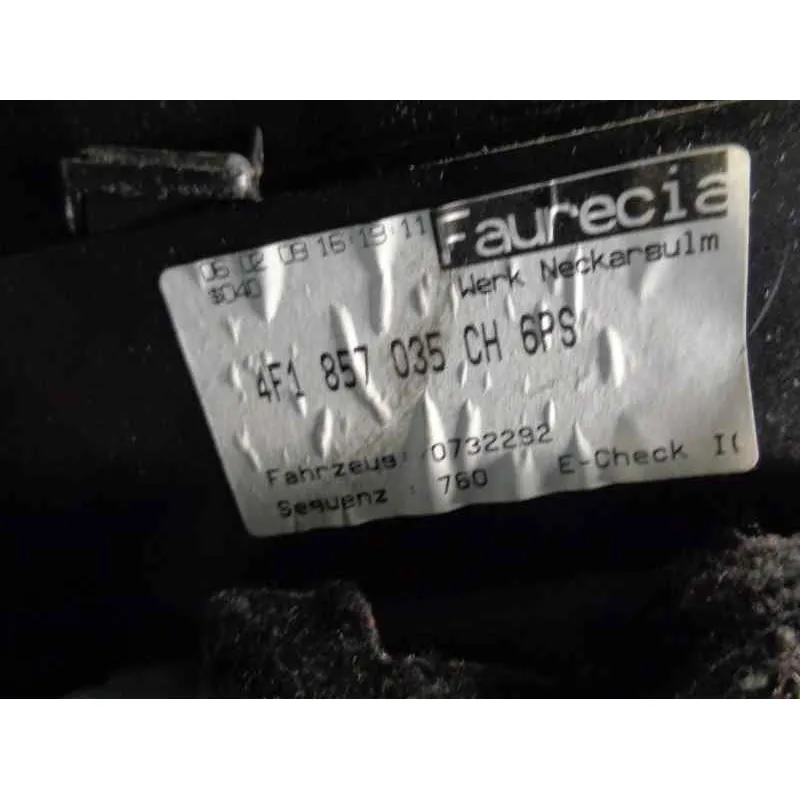 06 02 09 16:19:11 Faurecia
$040 Werk Neckarsulm
4F1 857 035 CH 6PS
Fahrzeug: 0732292
Sequenz : 760 E-Check I(